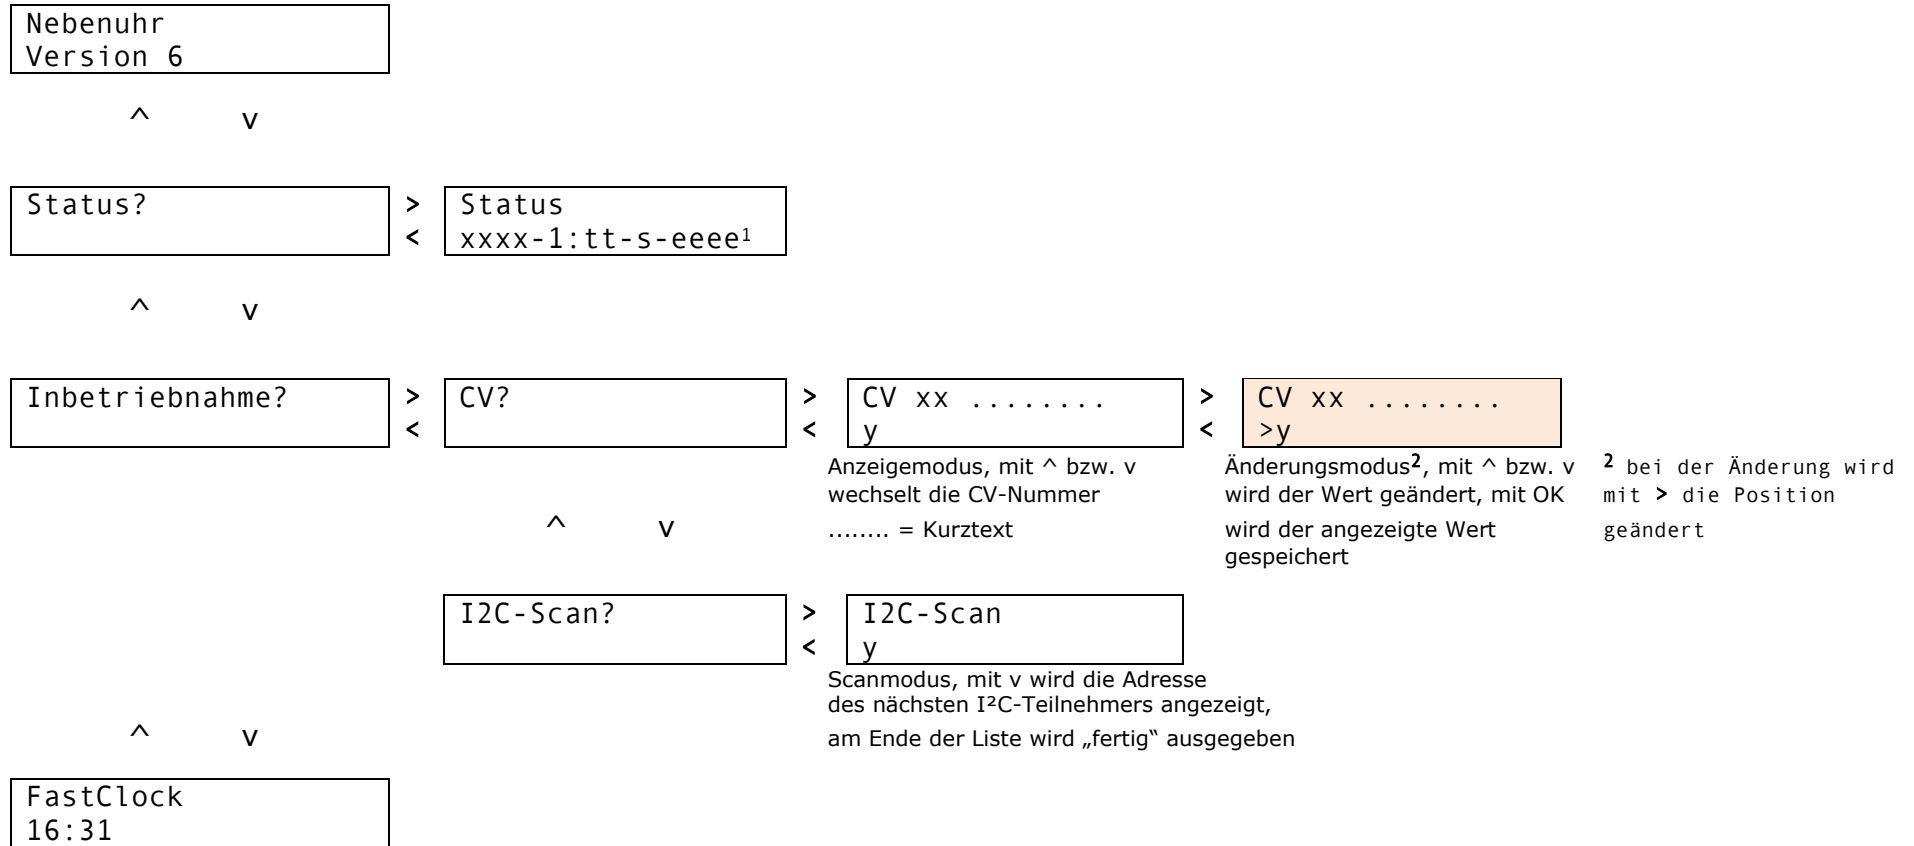 Nebenuhr
Version 6
^ v
Status?
>
<
Status
xxxx-1:tt-s-eeee¹
^ v
Inbetriebnahme?
>
<
CV?
>
<
CV xx ........
y
>
<
CV xx ........
>y
Anzeigemodus, mit ^ bzw. v
wechselt die CV-Nummer
........ = Kurztext
Änderungsmodus², mit ^ bzw. v
wird der Wert geändert, mit OK
wird der angezeigte Wert
gespeichert
² bei der Änderung wird
mit > die Position
geändert
^ v
I2C-Scan?
>
<
I2C-Scan
y
Scanmodus, mit v wird die Adresse
des nächsten I²C-Teilnehmers angezeigt,
am Ende der Liste wird „fertig“ ausgegeben
^ v
FastClock
16:31